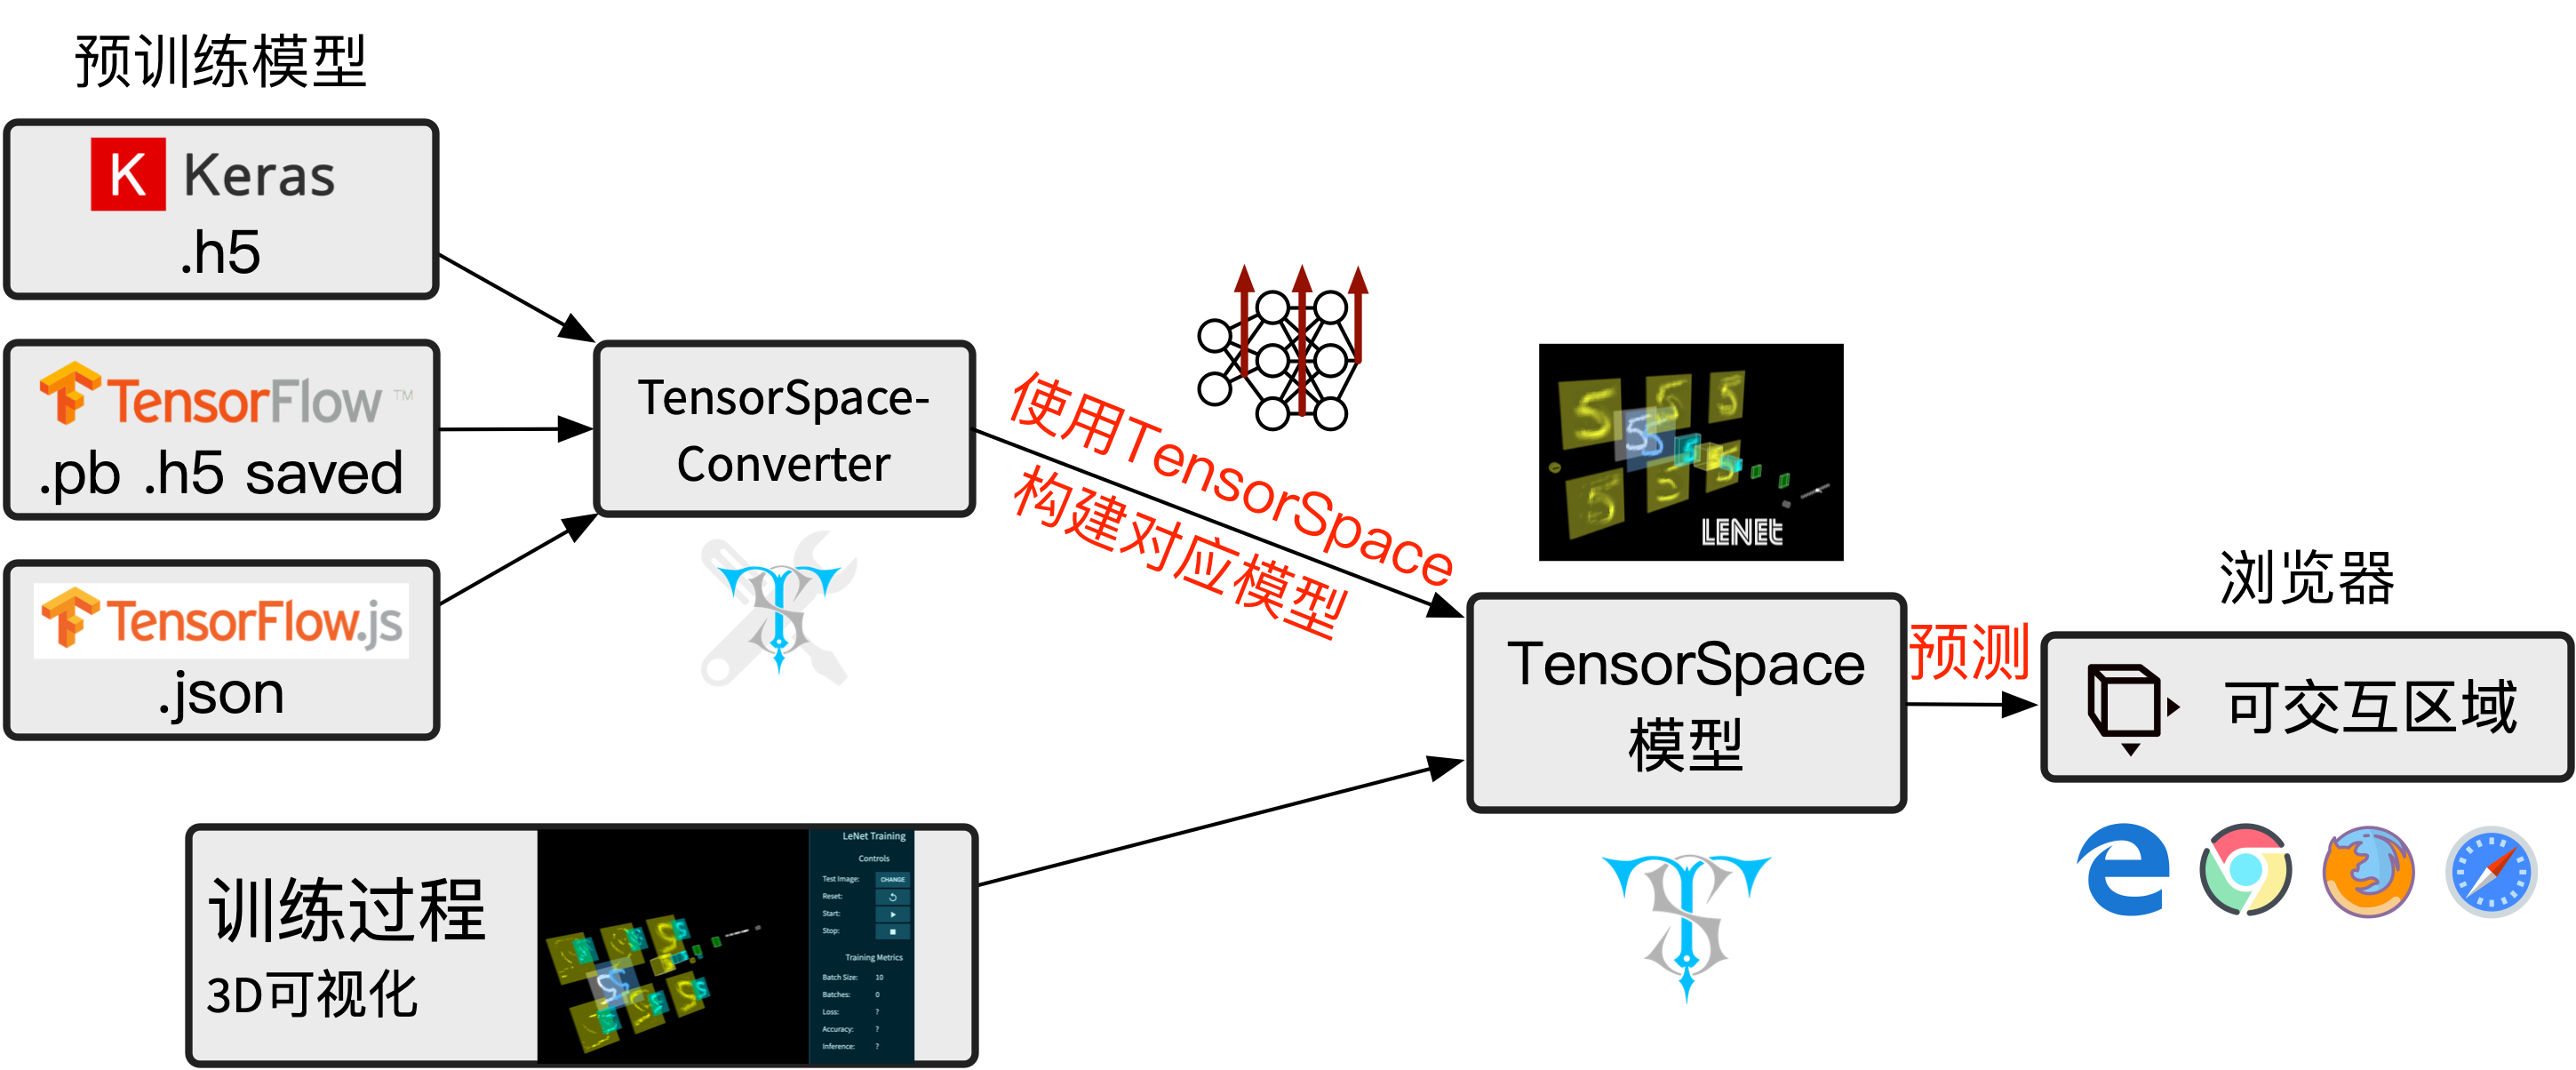 预训练模型
K Keras
.h5
TensorFlow ™
.pb .h5 saved
TensorFlow.js
.json
TensorSpace-
Converter
使用TensorSpace
构建对应模型
LENET
TensorSpace
模型
预测
浏览器
可交互区域
训练过程
3D可视化
LeNet Training
Controls
Test Image: CHANGE
Reset:
Start:
Stop:
Training Metrics
Batch Size: 10
Batches: 0
Loss: ?
Accuracy: ?
Inference: ?